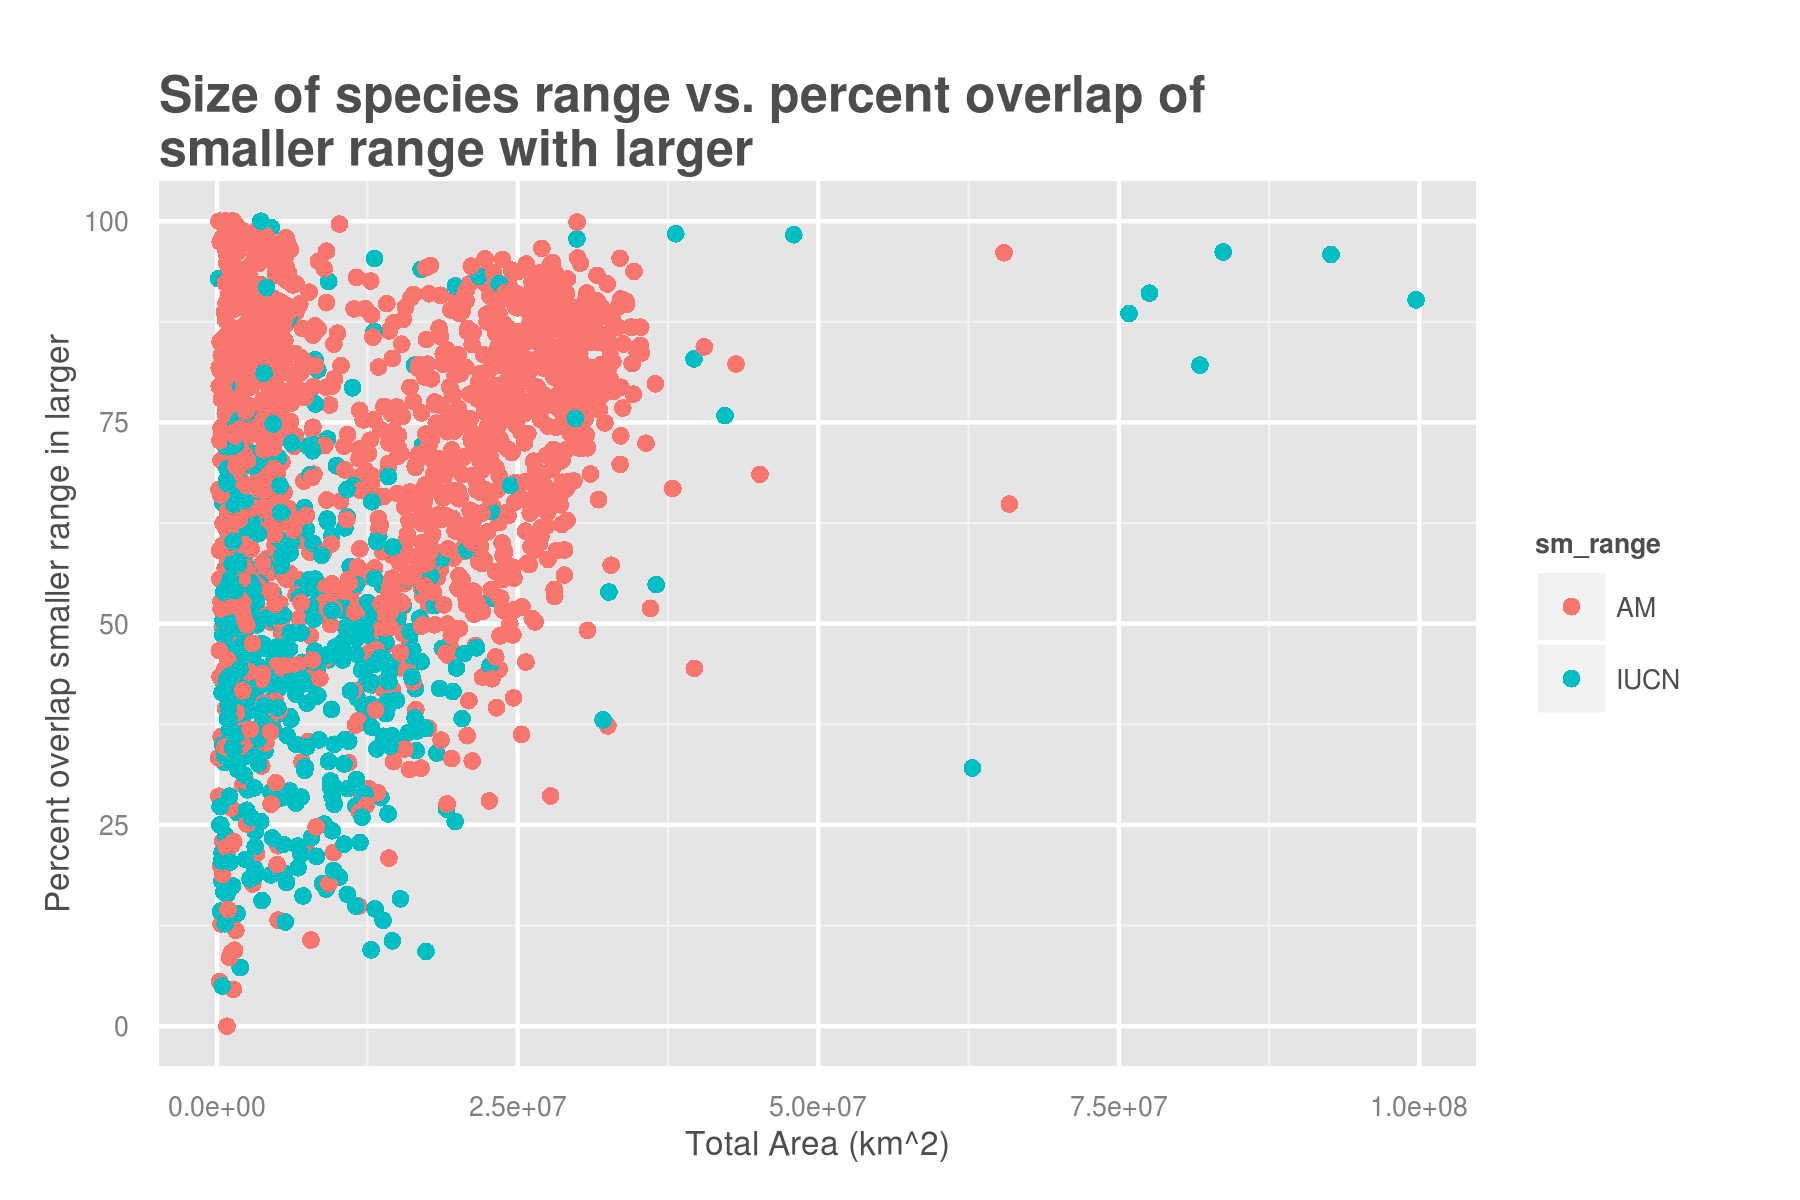 Size of species range vs. percent overlap of
smaller range with larger
Percent overlap smaller range in larger
100
75
50
25
0
0.0e+00
2.5e+07
5.0e+07
7.5e+07
1.0e+08
Total Area (km^2)
sm_range
AM
IUCN